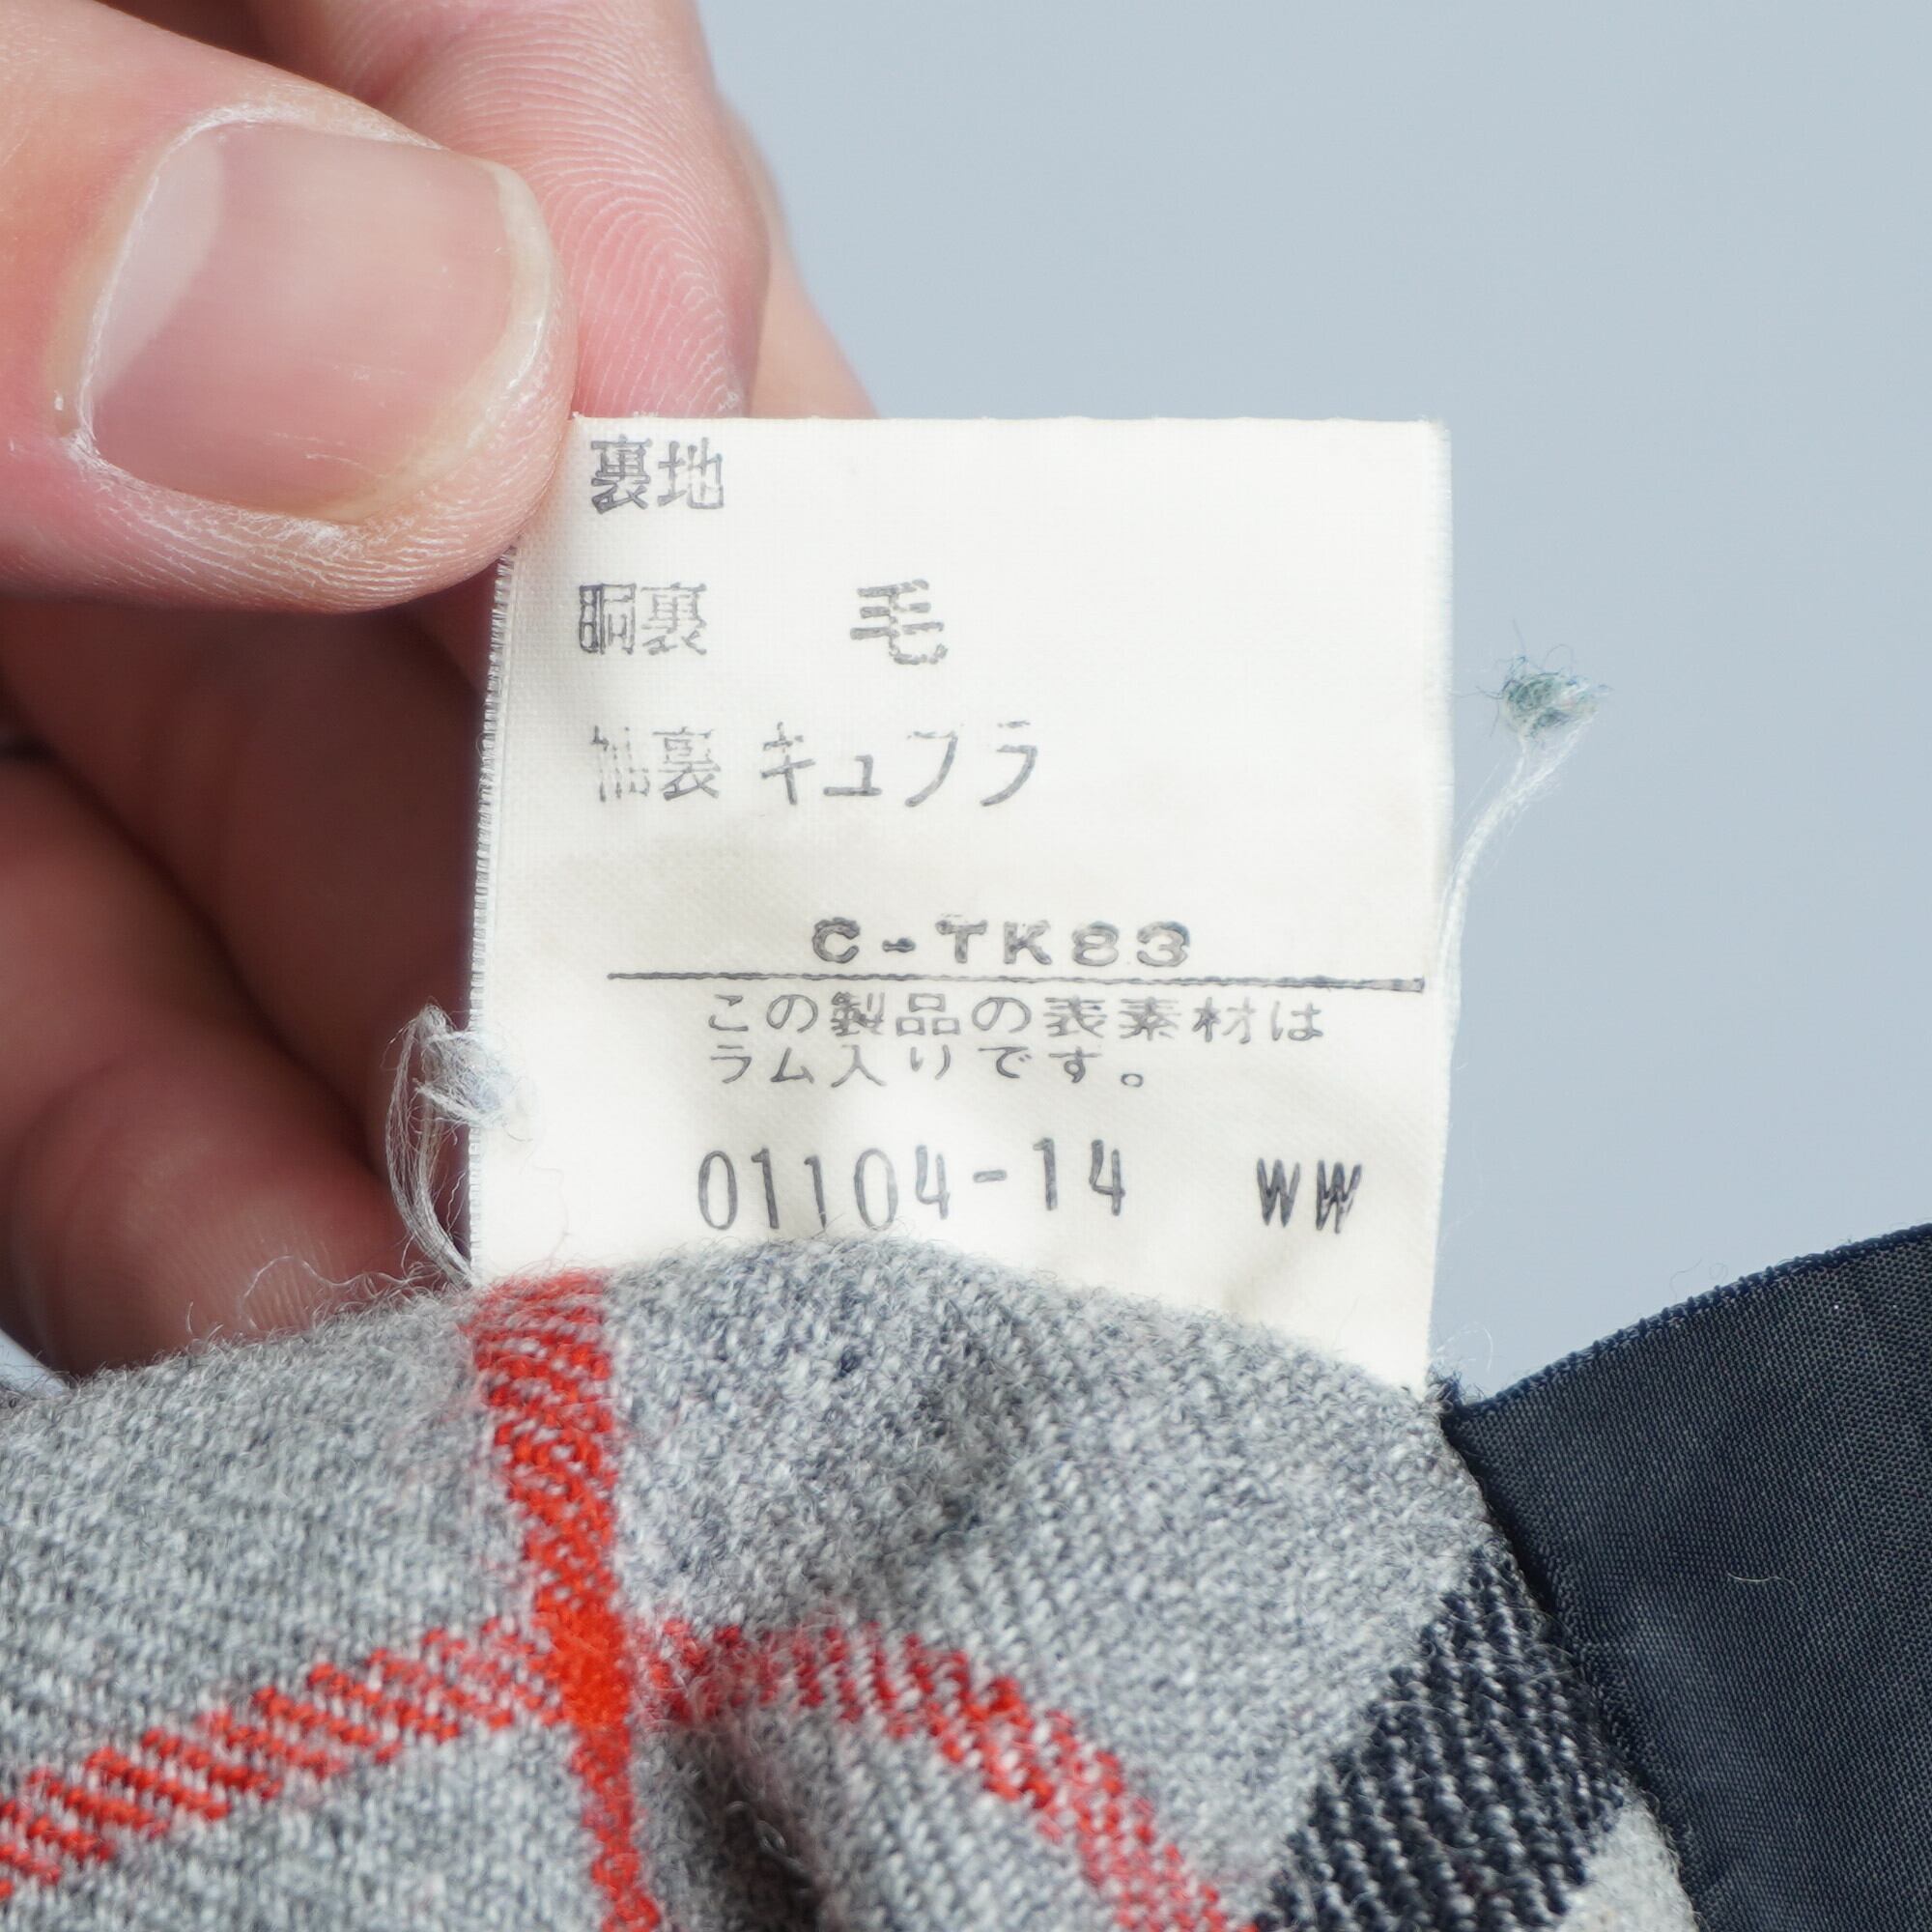 裏地
胴裏 毛
袖裏 キュプラ
C-TK83
この製品の表素材は
ラム入りです。
01104-14 WW